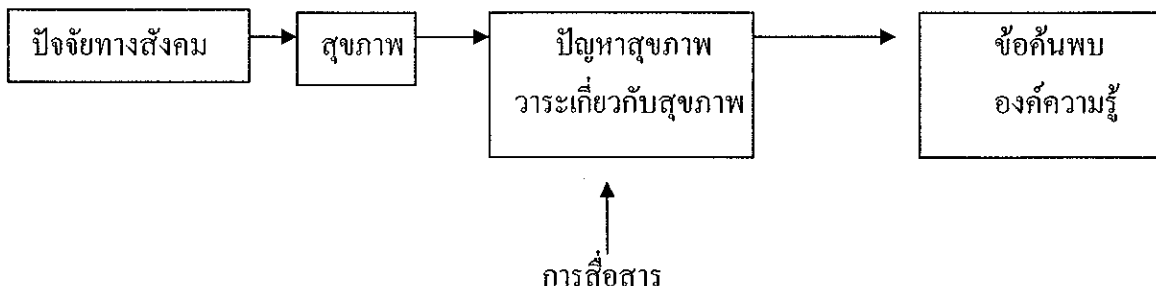 ปัจจัยทางสังคม
สุขภาพ
ปัญหาสุขภาพ
วาระเกี่ยวกับสุขภาพ
ข้อค้นพบ
องค์ความรู้
การสื่อสาร